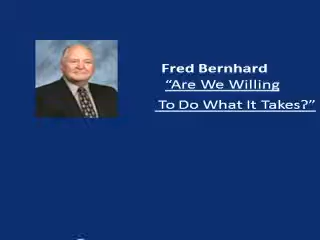 Fred Bernhard
“Are We Willing
To Do What It Takes?”